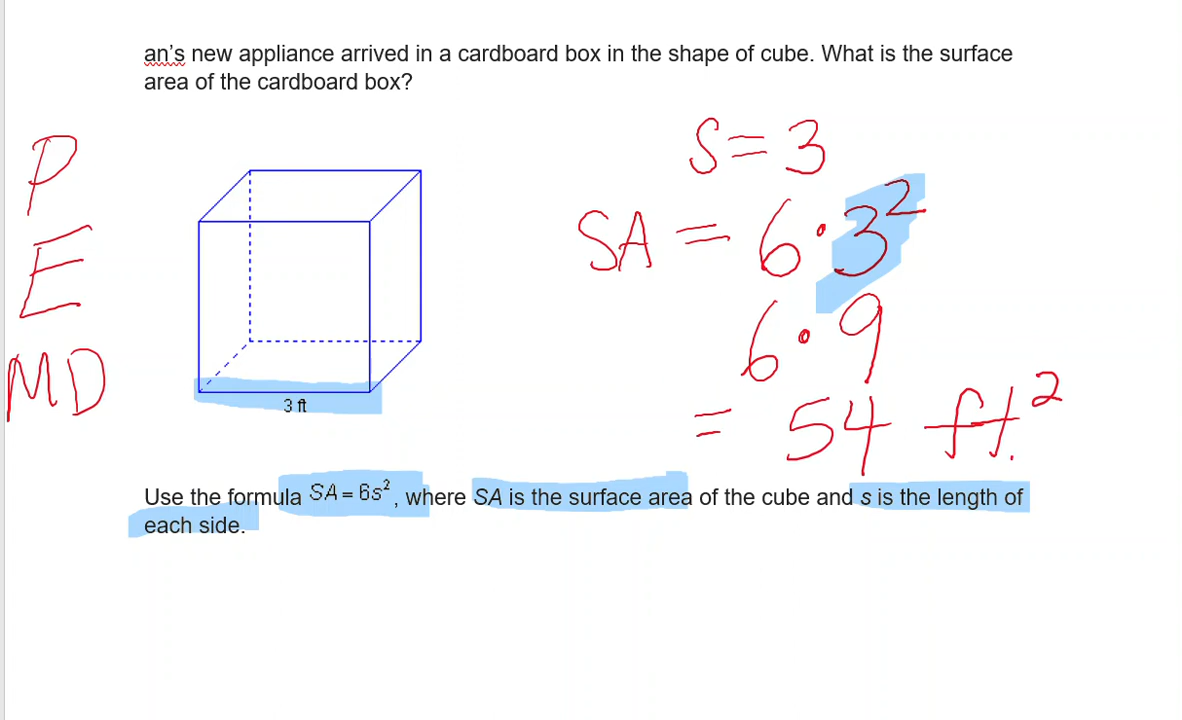 an's new appliance arrived in a cardboard box in the shape of cube. What is the surface
area of the cardboard box?
P
E
MD
3 ft
S = 3
SA = 6 · 3²
6 · 9
= 54 ft.²
Use the formula SA = 6s², where SA is the surface area of the cube and s is the length of
each side.